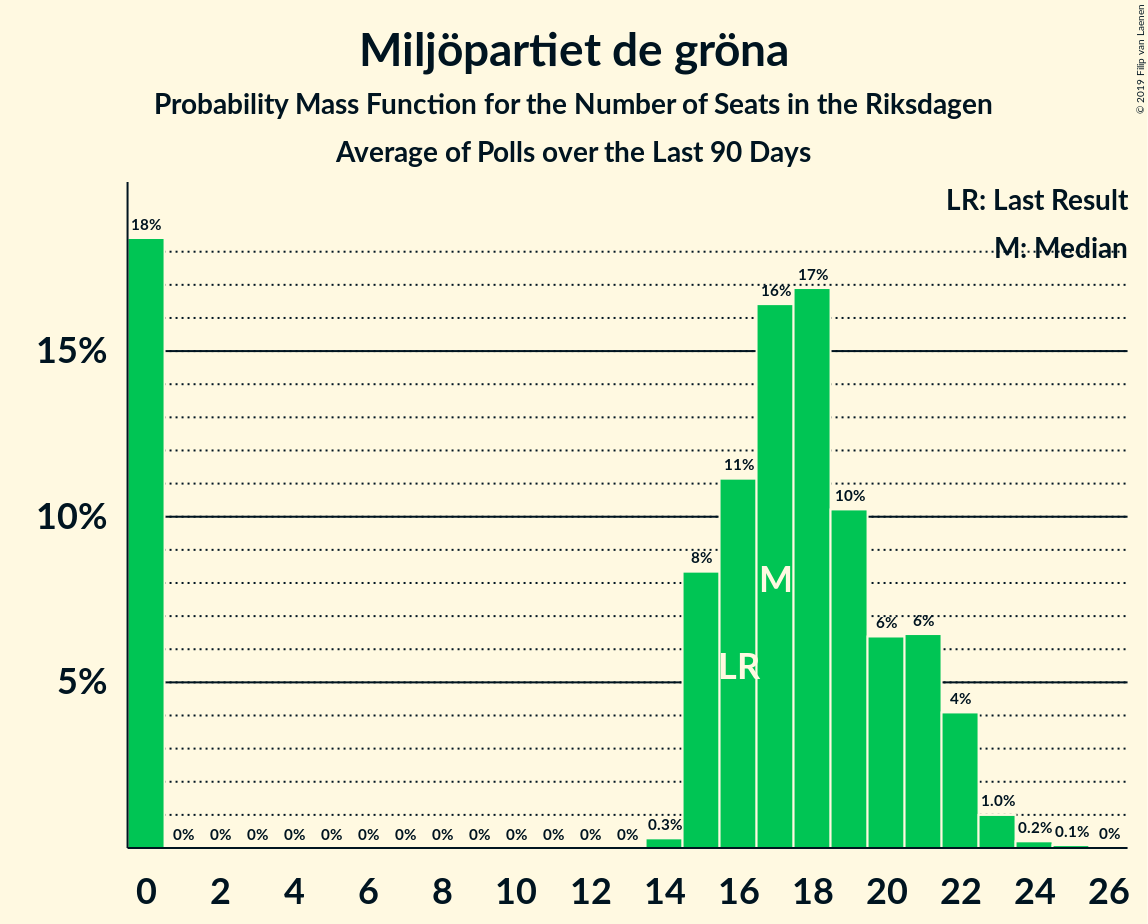 Miljöpartiet de gröna
Probability Mass Function for the Number of Seats in the Riksdagen
Average of Polls over the Last 90 Days
© 2019 Filip van Laenen
LR: Last Result
M: Median
15%
10%
5%
18% 0% 0% 0% 0% 0% 0% 0% 0% 0% 0% 0% 0% 0% 0.3% 8% 11% 16% 17% 10% 6% 6% 4% 1.0% 0.2% 0.1% 0%
LR M
0 2 4 6 8 10 12 14 16 18 20 22 24 26